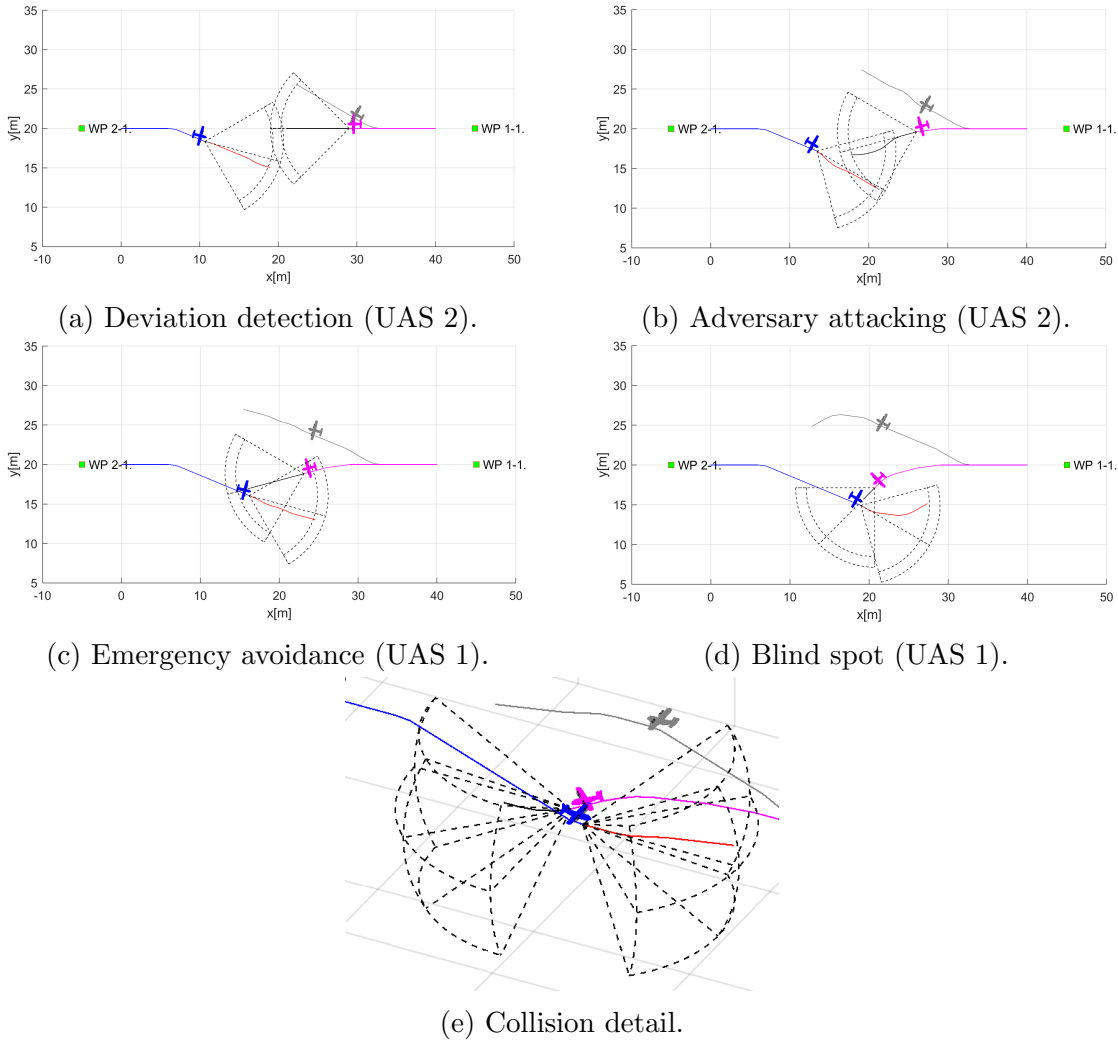 35
30
25
y[m] 20 WP 2-1. WP 1-1.
15
10
5
-10 0 10 20 30 40 50
x[m]
(a) Deviation detection (UAS 2).
35
30
25
y[m] 20 WP 2-1. WP 1-1.
15
10
5
-10 0 10 20 30 40 50
x[m]
(b) Adversary attacking (UAS 2).
35
30
25
y[m] 20 WP 2-1. WP 1-1.
15
10
5
-10 0 10 20 30 40 50
x[m]
(c) Emergency avoidance (UAS 1).
35
30
25
y[m] 20 WP 2-1. WP 1-1.
15
10
5
-10 0 10 20 30 40 50
x[m]
(d) Blind spot (UAS 1).
(e) Collision detail.